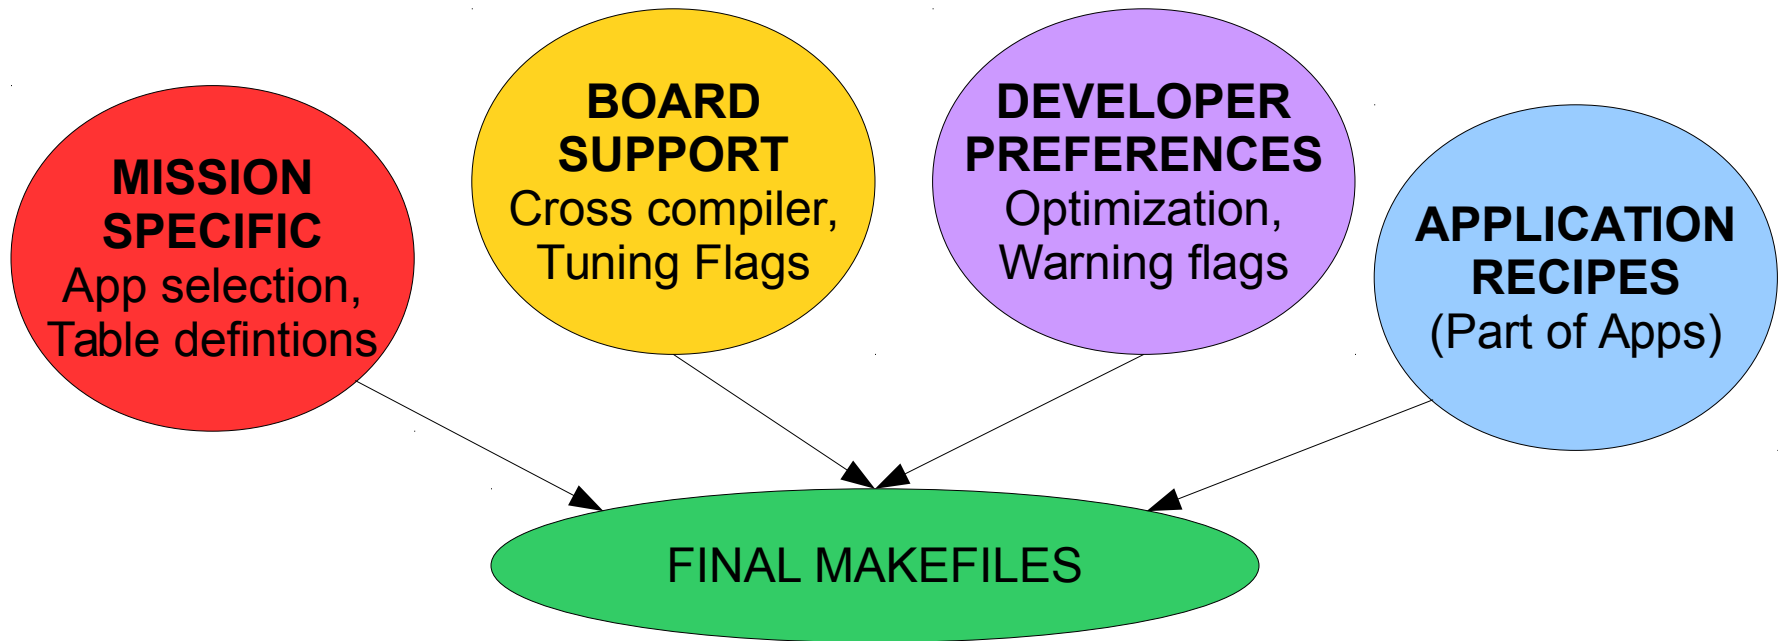 MISSION
SPECIFIC
App selection,
Table defintions
BOARD
SUPPORT
Cross compiler,
Tuning Flags
DEVELOPER
PREFERENCES
Optimization,
Warning flags
APPLICATION
RECIPES
(Part of Apps)
FINAL MAKEFILES